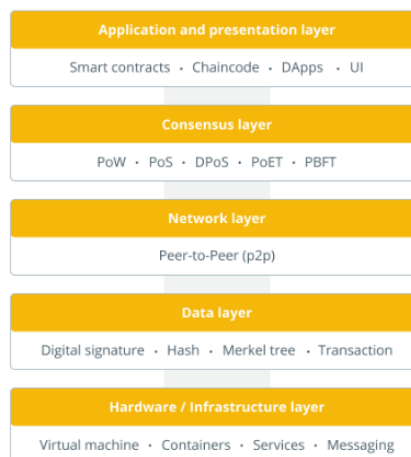 Application and presentation layer
Smart contracts · Chaincode · DApps · UI
Consensus layer
PoW · PoS · DPoS · PoET · PBFT
Network layer
Peer-to-Peer (p2p)
Data layer
Digital signature · Hash · Merkel tree · Transaction
Hardware / Infrastructure layer
Virtual machine · Containers · Services · Messaging